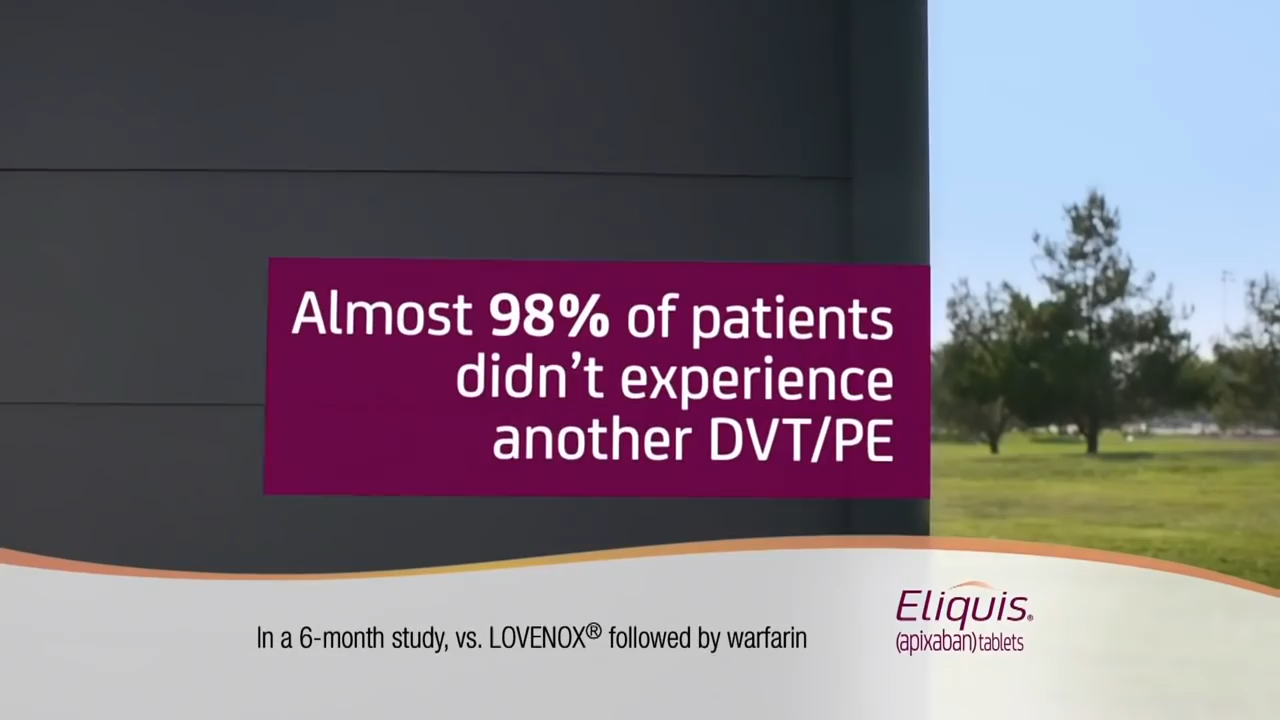 Almost 98% of patients
didn't experience
another DVT/PE
In a 6-month study, vs. LOVENOX® followed by warfarin
Eliquis®
(apixaban) tablets